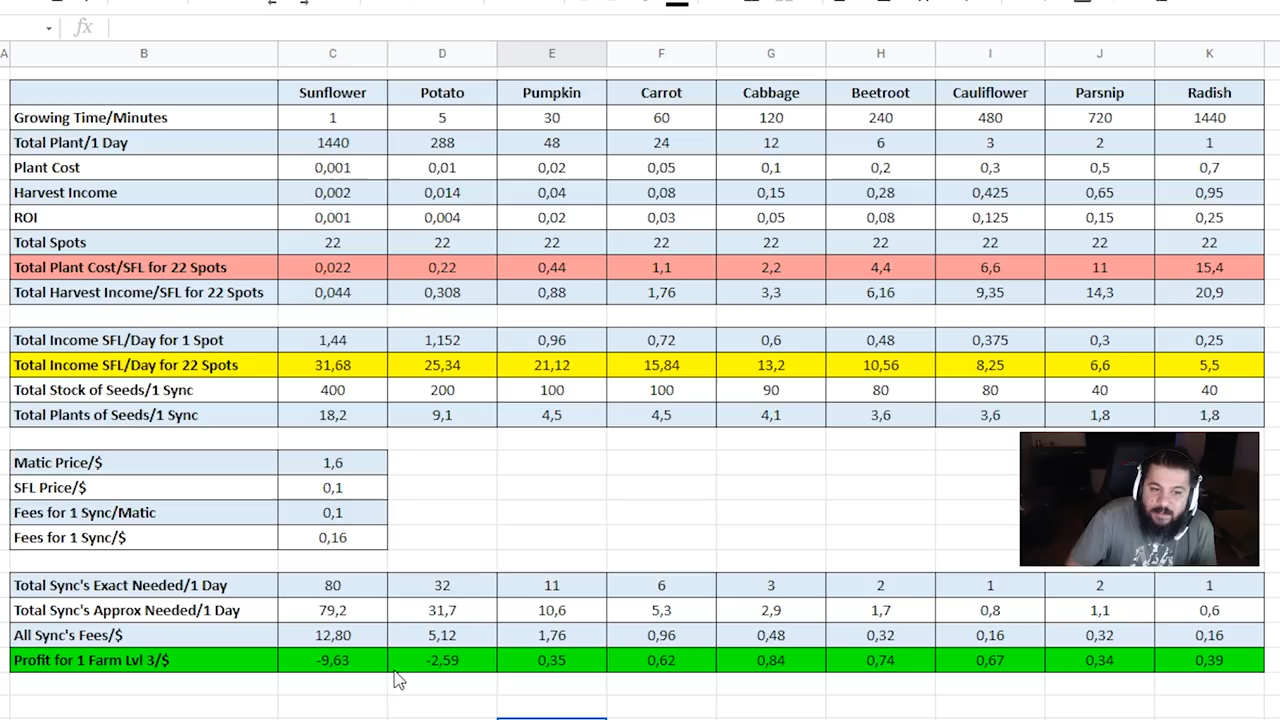 fx
A B C D E F G H I J K
Sunflower Potato Pumpkin Carrot Cabbage Beetroot Cauliflower Parsnip Radish
Growing Time/Minutes 1 5 30 60 120 240 480 720 1440
Total Plant/1 Day 1440 288 48 24 12 6 3 2 1
Plant Cost 0,001 0,01 0,02 0,05 0,1 0,2 0,3 0,5 0,7
Harvest Income 0,002 0,014 0,04 0,08 0,15 0,28 0,425 0,65 0,95
ROI 0,001 0,004 0,02 0,03 0,05 0,08 0,125 0,15 0,25
Total Spots 22 22 22 22 22 22 22 22 22
Total Plant Cost/SFL for 22 Spots 0,022 0,22 0,44 1,1 2,2 4,4 6,6 11 15,4
Total Harvest Income/SFL for 22 Spots 0,044 0,308 0,88 1,76 3,3 6,16 9,35 14,3 20,9
Total Income SFL/Day for 1 Spot 1,44 1,152 0,96 0,72 0,6 0,48 0,375 0,3 0,25
Total Income SFL/Day for 22 Spots 31,68 25,34 21,12 15,84 13,2 10,56 8,25 6,6 5,5
Total Stock of Seeds/1 Sync 400 200 100 100 90 80 80 40 40
Total Plants of Seeds/1 Sync 18,2 9,1 4,5 4,5 4,1 3,6 3,6 1,8 1,8
Matic Price/$ 1,6
SFL Price/$ 0,1
Fees for 1 Sync/Matic 0,1
Fees for 1 Sync/$ 0,16
Total Sync's Exact Needed/1 Day 80 32 11 6 3 2 1 2 1
Total Sync's Approx Needed/1 Day 79,2 31,7 10,6 5,3 2,9 1,7 0,8 1,1 0,6
All Sync's Fees/$ 12,80 5,12 1,76 0,96 0,48 0,32 0,16 0,32 0,16
Profit for 1 Farm Lvl 3/$ -9,63 -2,59 0,35 0,62 0,84 0,74 0,67 0,34 0,39